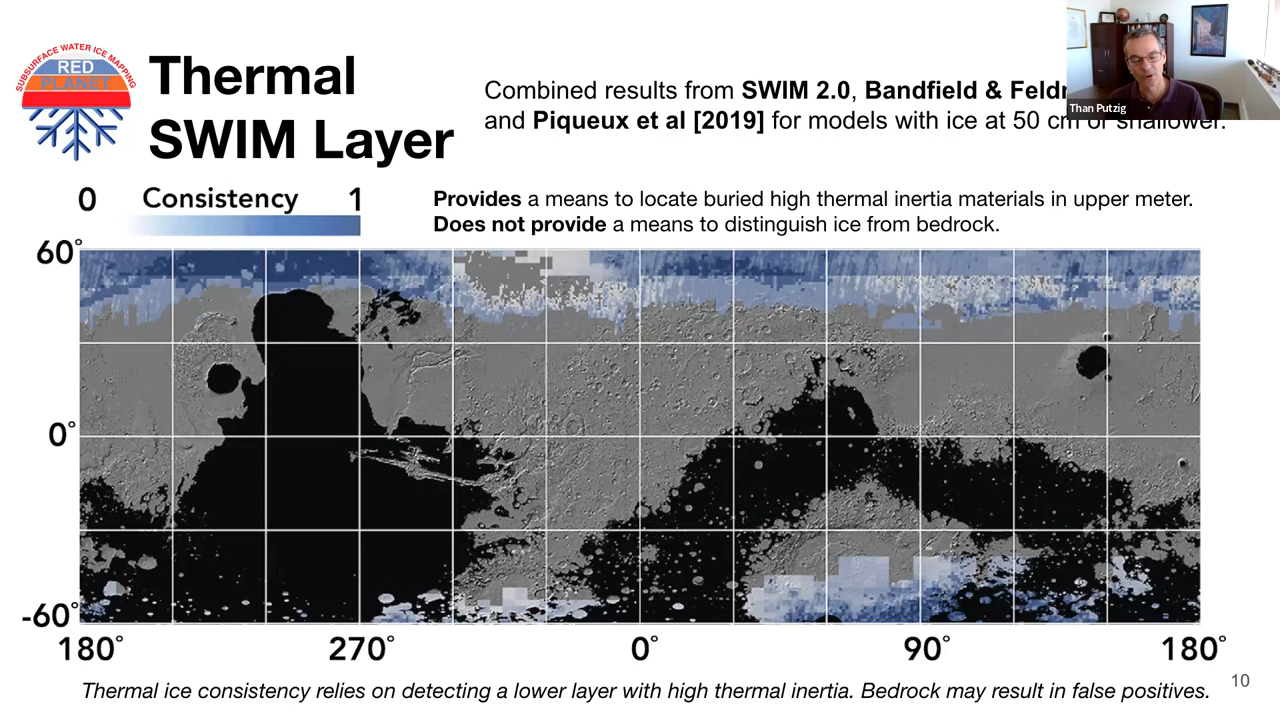 SUBSURFACE WATER ICE MAPPING
RED
PLANET
Thermal
SWIM Layer
Combined results from SWIM 2.0, Bandfield &
and Piqueux et al [2019] for models with ice at 50 cm or shallower.
Than Putzig
0 Consistency 1
Provides a means to locate buried high thermal inertia materials in upper meter.
Does not provide a means to distinguish ice from bedrock.
60°
0°
-60°
180° 270° 0° 90° 180°
Thermal ice consistency relies on detecting a lower layer with high thermal inertia. Bedrock may result in false positives.
10